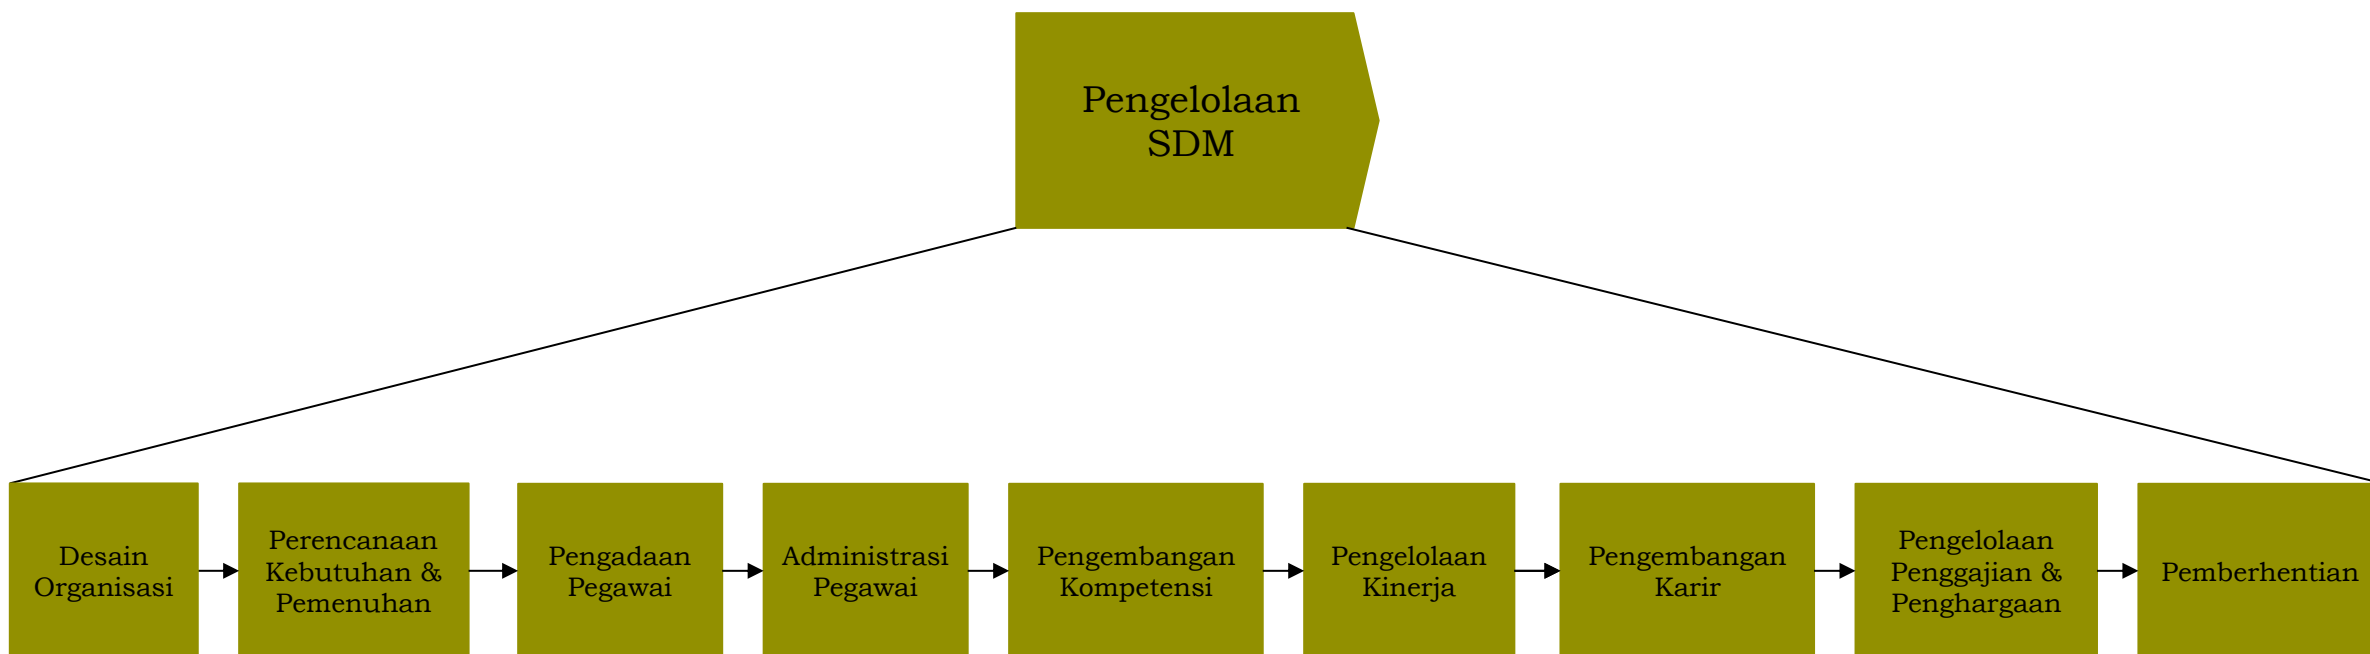 Pengelolaan
SDM
Desain
Organisasi
Perencanaan
Kebutuhan &
Pemenuhan
Pengadaan
Pegawai
Administrasi
Pegawai
Pengembangan
Kompetensi
Pengelolaan
Kinerja
Pengembangan
Karir
Pengelolaan
Penggajian &
Penghargaan
Pemberhentian